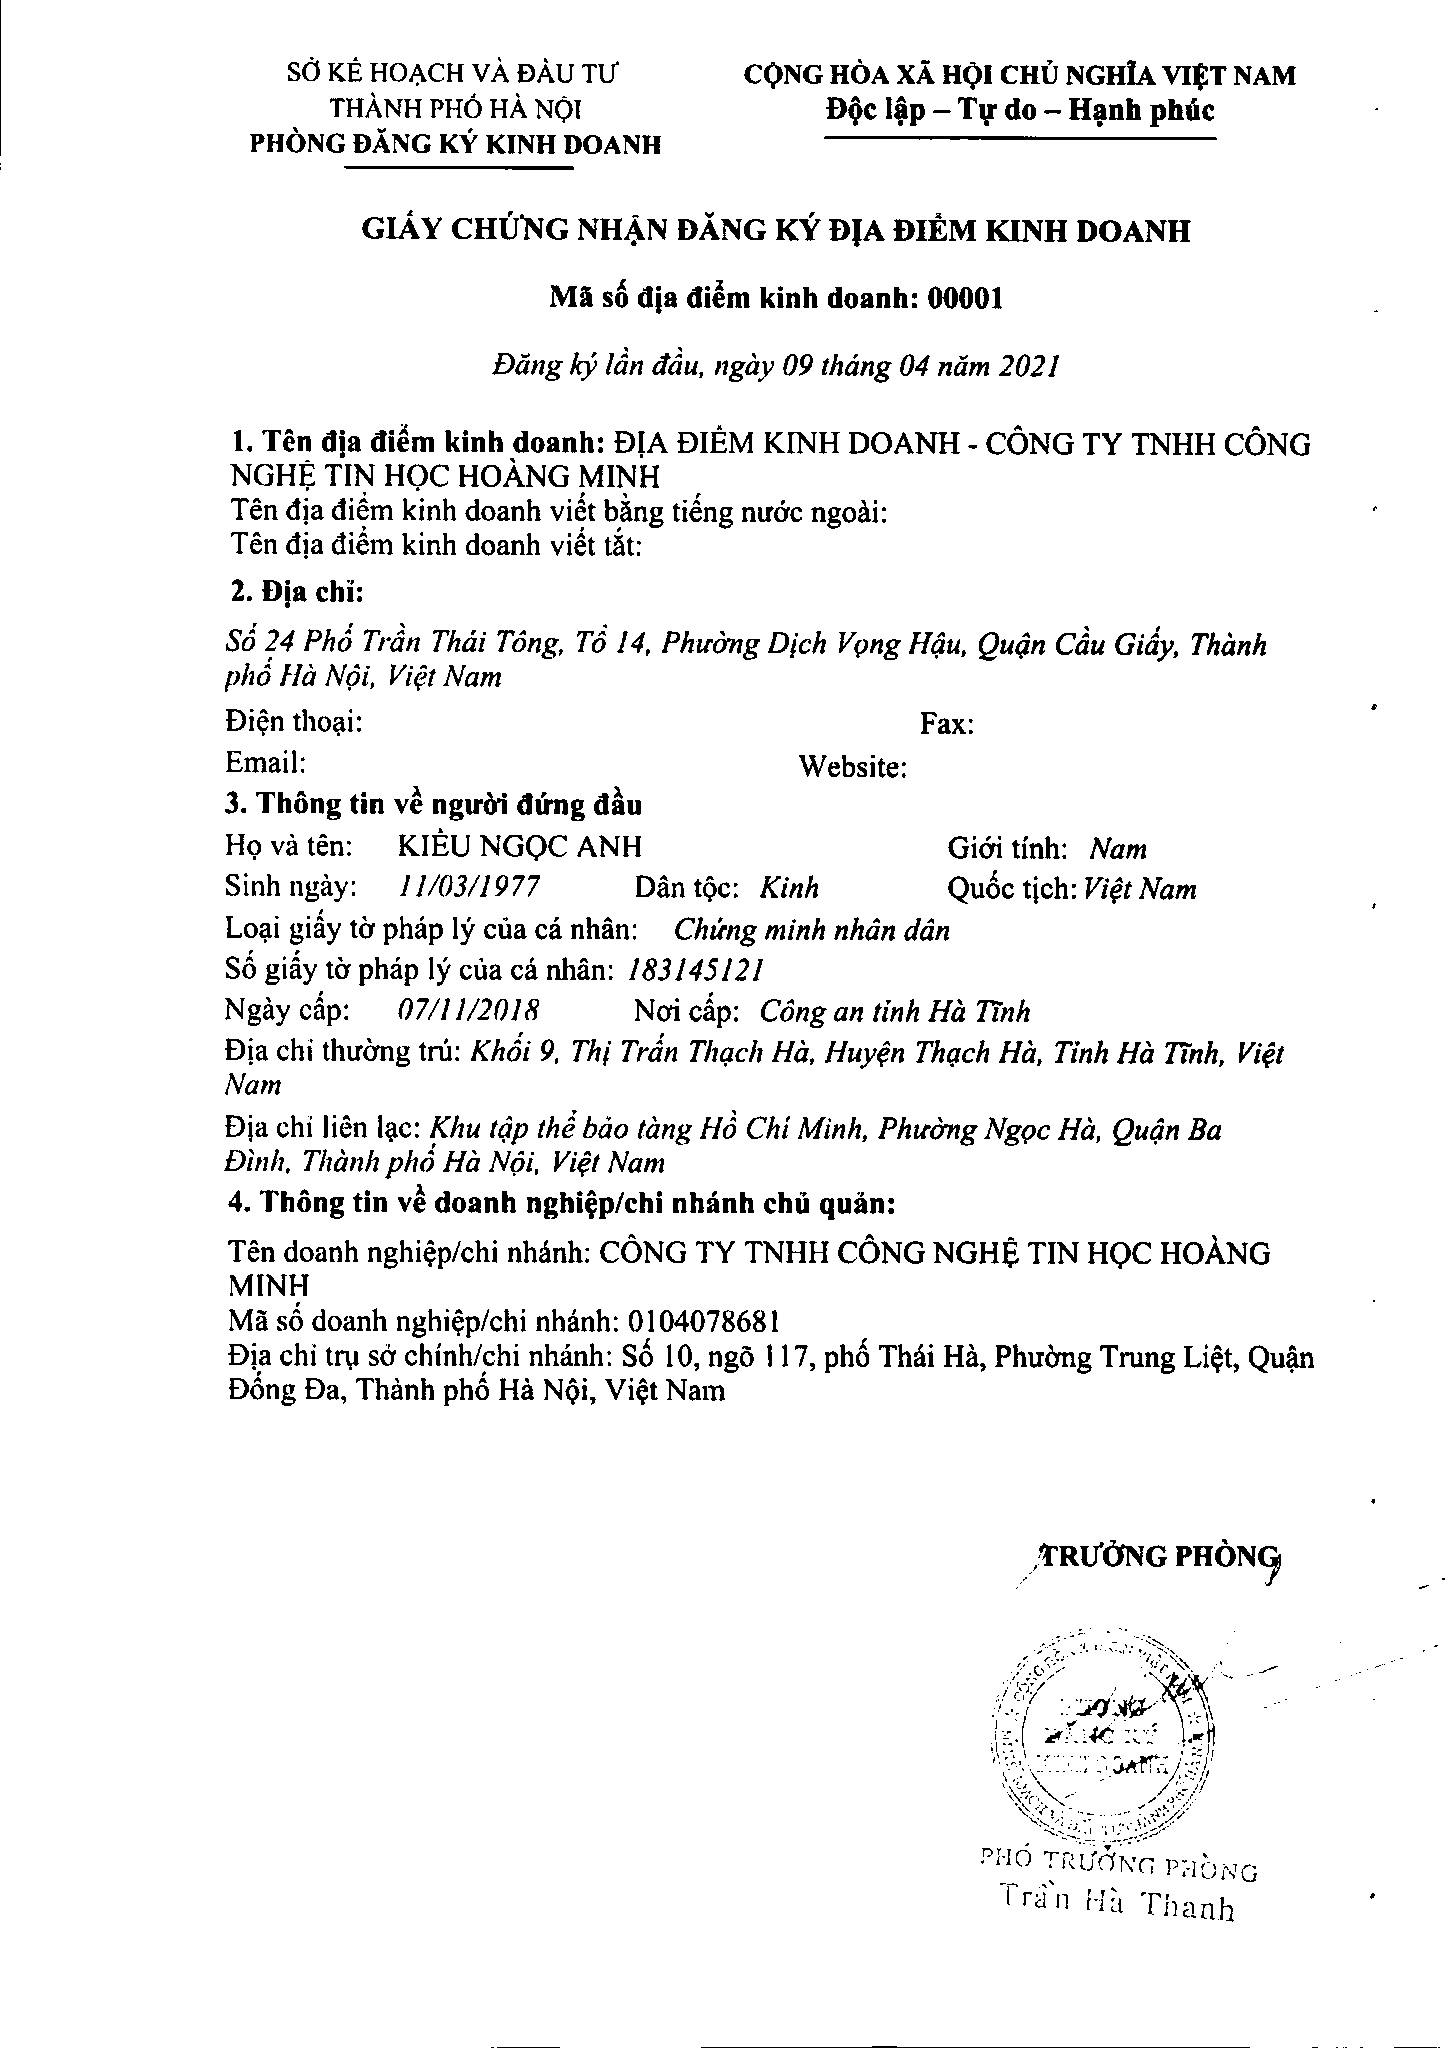 SỞ KẾ HOẠCH VÀ ĐẦU TƯ
THÀNH PHỐ HÀ NỘI
PHÒNG ĐĂNG KÝ KINH DOANH
CỘNG HÒA XÃ HỘI CHỦ NGHĨA VIỆT NAM
Độc lập – Tự do – Hạnh phúc
GIẤY CHỨNG NHẬN ĐĂNG KÝ ĐỊA ĐIỂM KINH DOANH
Mã số địa điểm kinh doanh: 00001
Đăng ký lần đầu, ngày 09 tháng 04 năm 2021
1. Tên địa điểm kinh doanh: ĐỊA ĐIỂM KINH DOANH - CÔNG TY TNHH CÔNG
NGHỆ TIN HỌC HOÀNG MINH
Tên địa điểm kinh doanh viết bằng tiếng nước ngoài:
Tên địa điểm kinh doanh viết tắt:
2. Địa chỉ:
Số 24 Phố Trần Thái Tông, Tổ 14, Phường Dịch Vọng Hậu, Quận Cầu Giấy, Thành
phố Hà Nội, Việt Nam
Điện thoại: Fax:
Email: Website:
3. Thông tin về người đứng đầu
Họ và tên: KIỀU NGỌC ANH Giới tính: Nam
Sinh ngày: 11/03/1977 Dân tộc: Kinh Quốc tịch: Việt Nam
Loại giấy tờ pháp lý của cá nhân: Chứng minh nhân dân
Số giấy tờ pháp lý của cá nhân: 183145121
Ngày cấp: 07/11/2018 Nơi cấp: Công an tỉnh Hà Tĩnh
Địa chỉ thường trú: Khối 9, Thị Trấn Thạch Hà, Huyện Thạch Hà, Tỉnh Hà Tĩnh, Việt
Nam
Địa chỉ liên lạc: Khu tập thể bảo tàng Hồ Chí Minh, Phường Ngọc Hà, Quận Ba
Đình, Thành phố Hà Nội, Việt Nam
4. Thông tin về doanh nghiệp/chi nhánh chủ quản:
Tên doanh nghiệp/chi nhánh: CÔNG TY TNHH CÔNG NGHỆ TIN HỌC HOÀNG
MINH
Mã số doanh nghiệp/chi nhánh: 0104078681
Địa chỉ trụ sở chính/chi nhánh: Số 10, ngõ 117, phố Thái Hà, Phường Trung Liệt, Quận
Đống Đa, Thành phố Hà Nội, Việt Nam
TRƯỞNG PHÒNG
ĐĂNG KÝ
KINH DOANH
PHÓ TRƯỞNG PHÒNG
Trần Hà Thanh